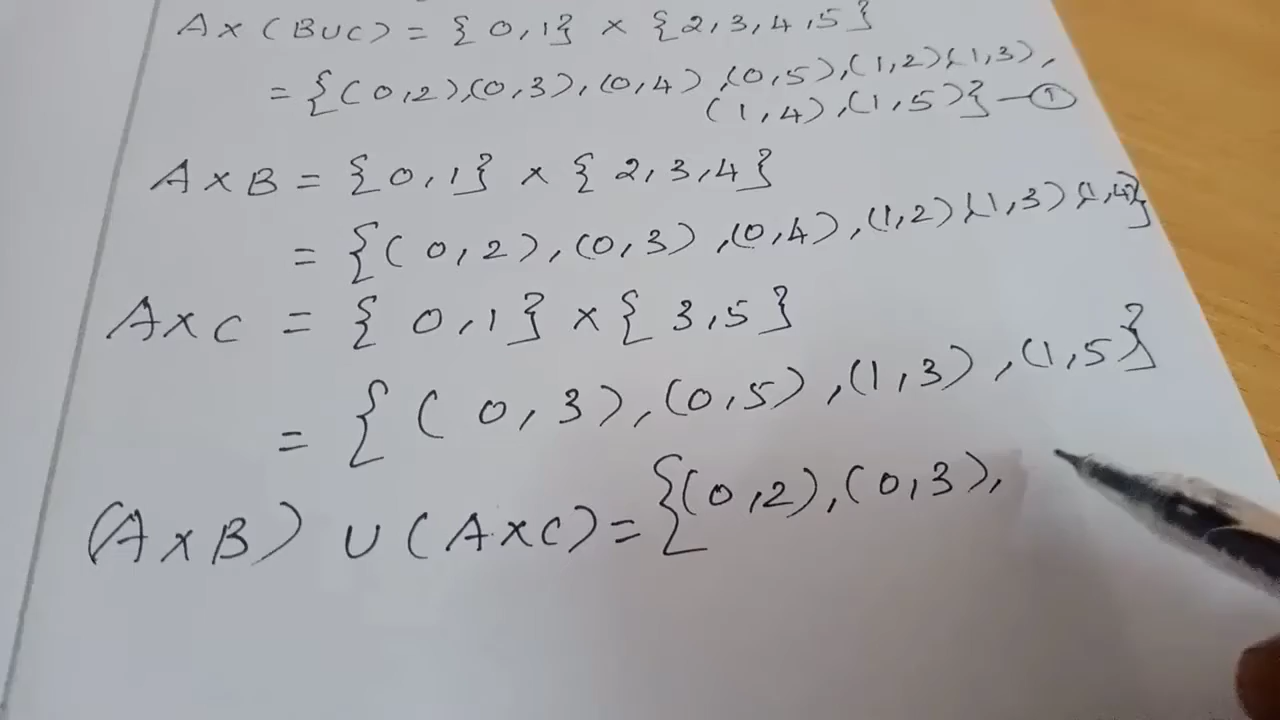 A × (B∪C) = {0,1} × {2,3,4,5}
= {(0,2),(0,3),(0,4),(0,5),(1,2),(1,3),
(1,4),(1,5)} —①
A × B = {0,1} × {2,3,4}
= {(0,2),(0,3),(0,4),(1,2),(1,3),(1,4)}
A × C = {0,1} × {3,5}
= {(0,3),(0,5),(1,3),(1,5)}
(A × B) ∪ (A × C) = {(0,2),(0,3),